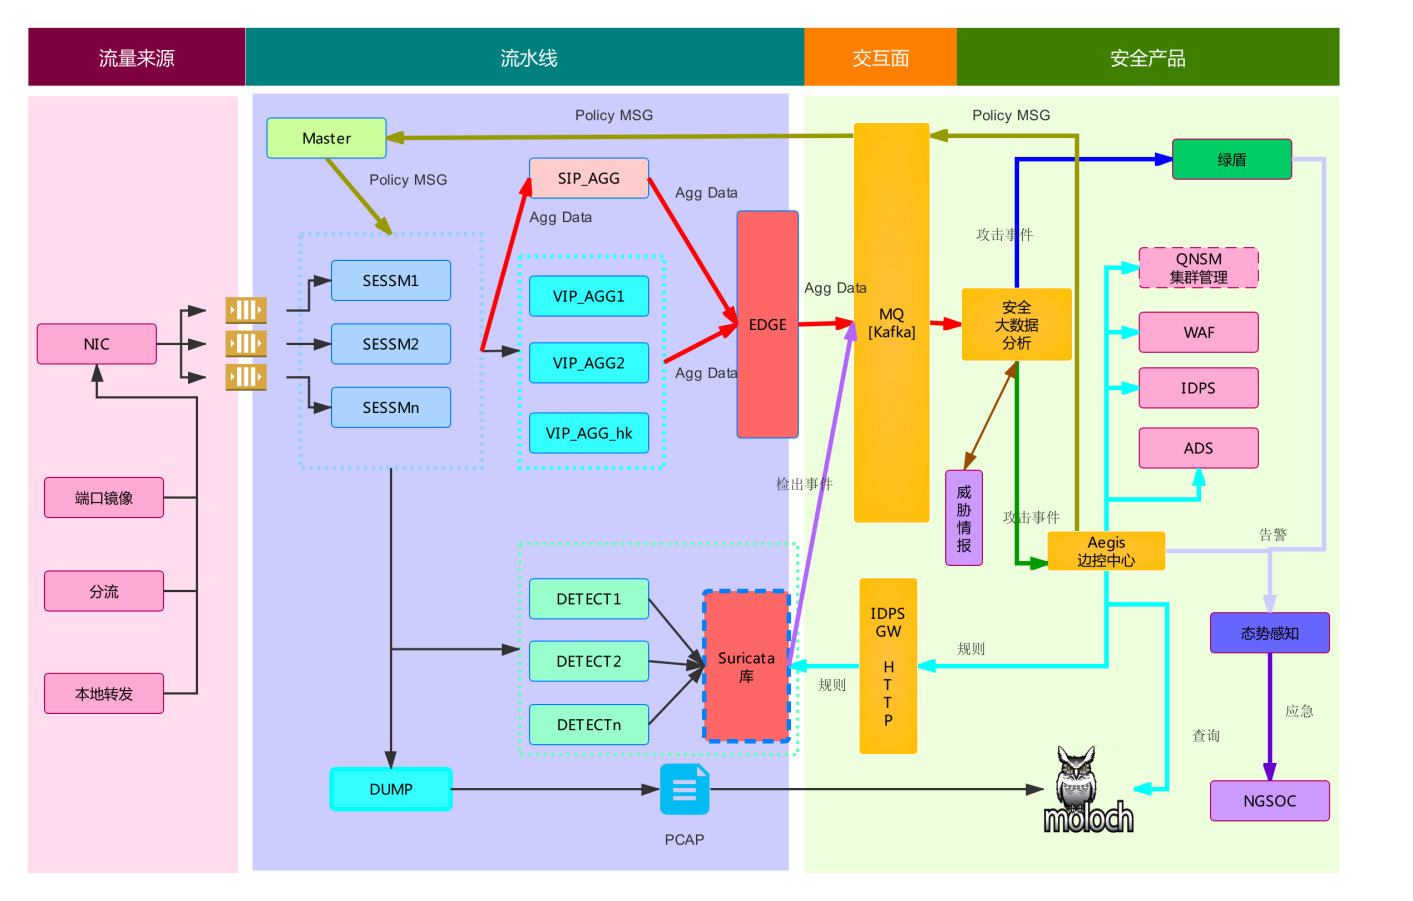 流量来源
流水线
交互面
安全产品
Policy MSG
Policy MSG
Master
Policy MSG
SIP_AGG
Agg Data
Agg Data
绿盾
攻击事件
QNSM
集群管理
SESSM1
VIP_AGG1
Agg Data
安全
大数据
分析
MQ
[Kafka]
EDGE
WAF
NIC
SESSM2
VIP_AGG2
Agg Data
IDPS
SESSMn
VIP_AGG_hk
ADS
检出事件
端口镜像
威
胁
情
报
攻击事件
Aegis
边控中心
告警
分流
DETECT1
IDPS
GW
H
T
T
P
态势感知
DETECT2
Suricata
库
规则
规则
本地转发
DETECTn
应急
查询
DUMP
PCAP
moloch
NGSOC